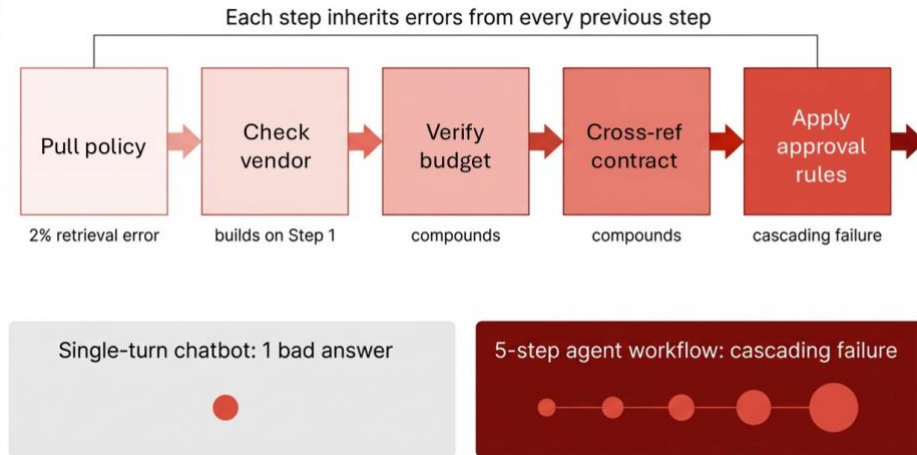 Each step inherits errors from every previous step
Pull policy
Check
vendor
Verify
budget
Cross-ref
contract
Apply
approval
rules
2% retrieval error
builds on Step 1
compounds
compounds
cascading failure
Single-turn chatbot: 1 bad answer
5-step agent workflow: cascading failure